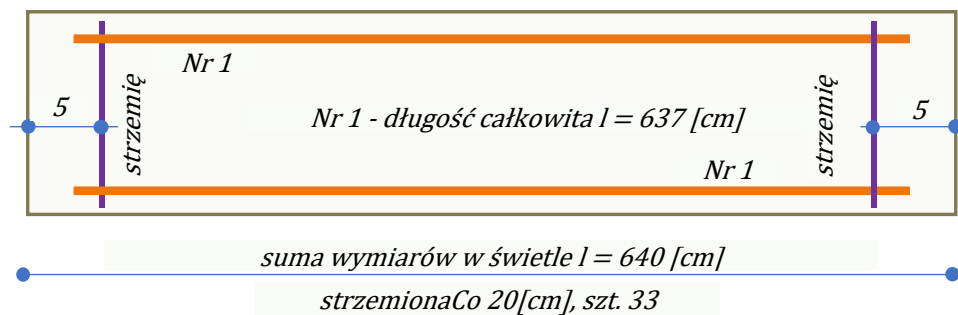 Nr 1
5
strzemię
Nr 1 - długość całkowita l = 637 [cm]
strzemię
5
Nr 1
suma wymiarów w świetle l = 640 [cm]
strzemionaCo 20[cm], szt. 33